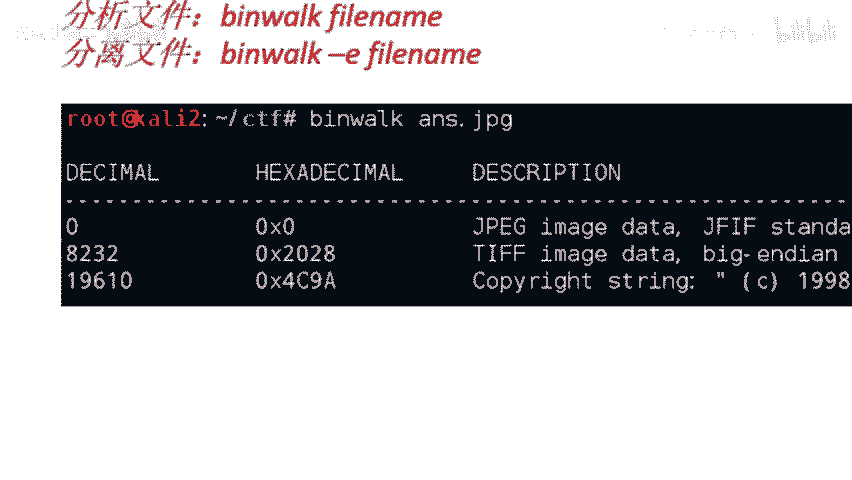 分析文件：binwalk filename
分离文件：binwalk –e filename
root@kali2:~/ctf# binwalk ans.jpg
DECIMAL HEXADECIMAL DESCRIPTION
0 0x0 JPEG image data, JFIF standa
8232 0x2028 TIFF image data, big-endian
19610 0x4C9A Copyright string: " (c) 1998